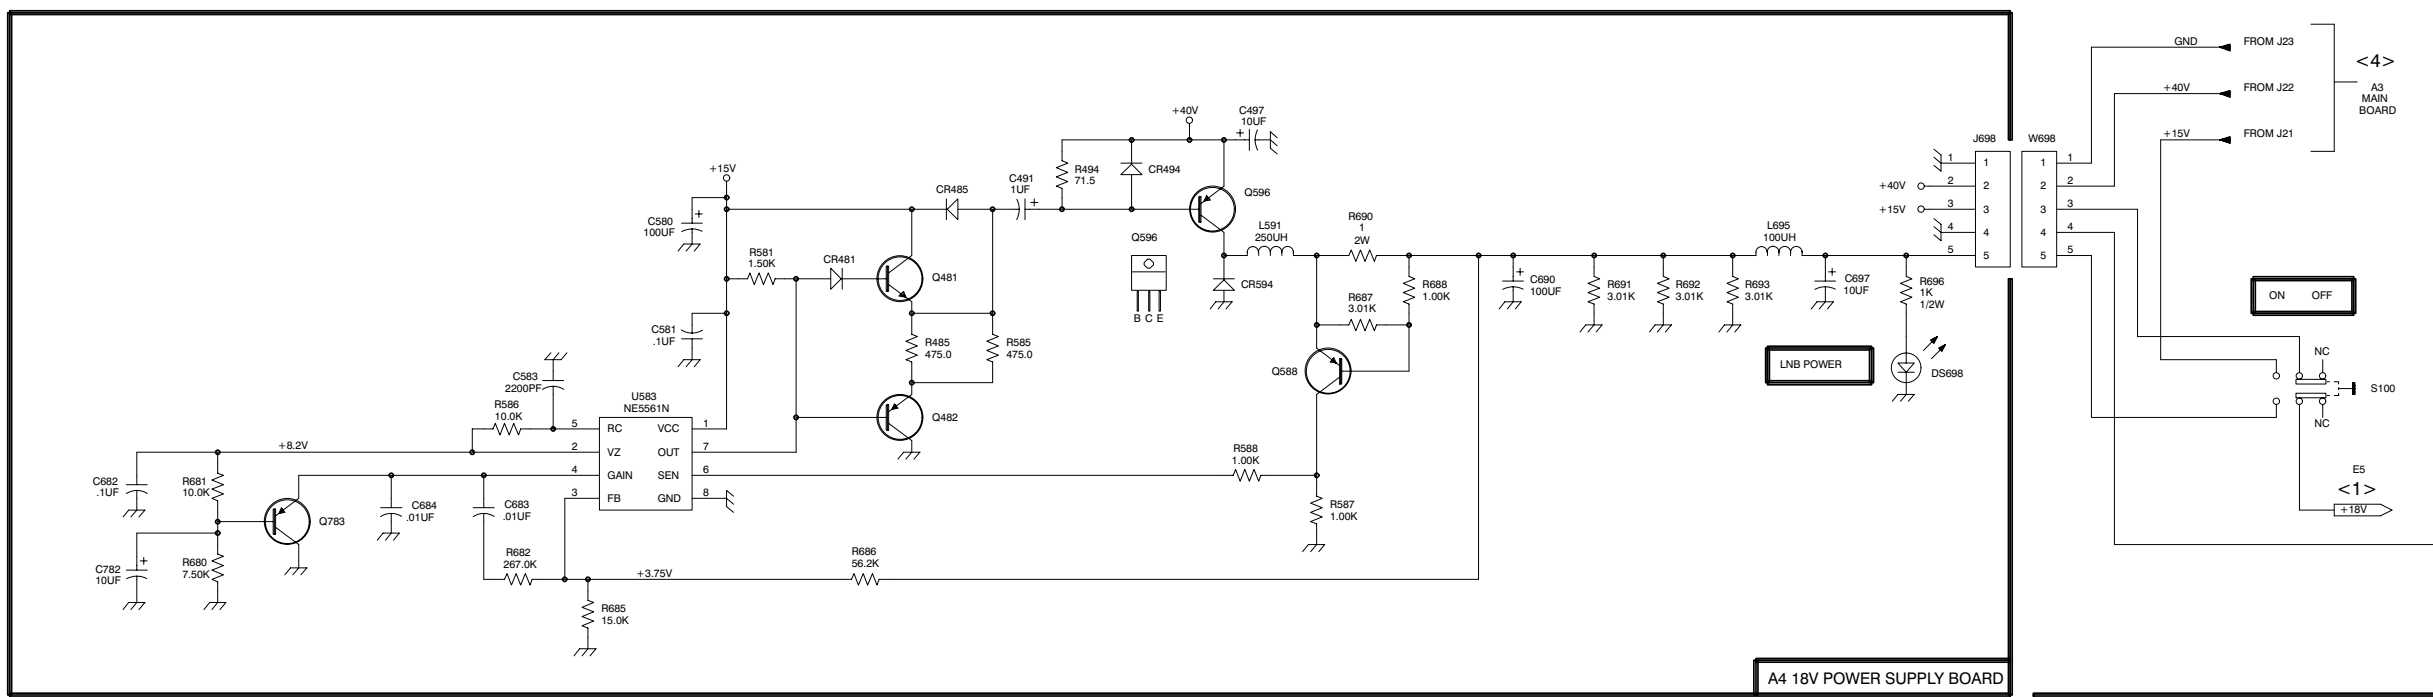 GND
FROM J23
<4>
A3
MAIN
BOARD
+40V
FROM J22
+15V
FROM J21
+40V
C497
10UF
+
J698
W698
+15V
R494
71.5
CR494
Q596
C491
1UF
+
CR485
C580
100UF
+
Q596
B C E
L591
250UH
R690
1
2W
L695
100UH
1
1
1
1
+40V
2
2
2
2
+15V
3
3
3
3
4
4
4
4
5
5
5
5
R581
1.50K
CR481
Q481
CR594
R687
3.01K
R688
1.00K
+
C690
100UF
R691
3.01K
R692
3.01K
R693
3.01K
+
C697
10UF
R696
1K
1/2W
ON OFF
C581
.1UF
R485
475.0
R585
475.0
Q588
LNB POWER
DS698
NC
S100
NC
C583
2200PF
R586
10.0K
U583
NE5561N
Q482
5
RC
VCC
1
+8.2V
2
VZ
OUT
7
4
GAIN
SEN
6
3
FB
GND
8
R588
1.00K
E5
<1>
+18V
C682
.1UF
R681
10.0K
Q783
C684
.01UF
C683
.01UF
R587
1.00K
C782
10UF
+
R680
7.50K
R682
267.0K
+3.75V
R686
56.2K
R685
15.0K
A4 18V POWER SUPPLY BOARD